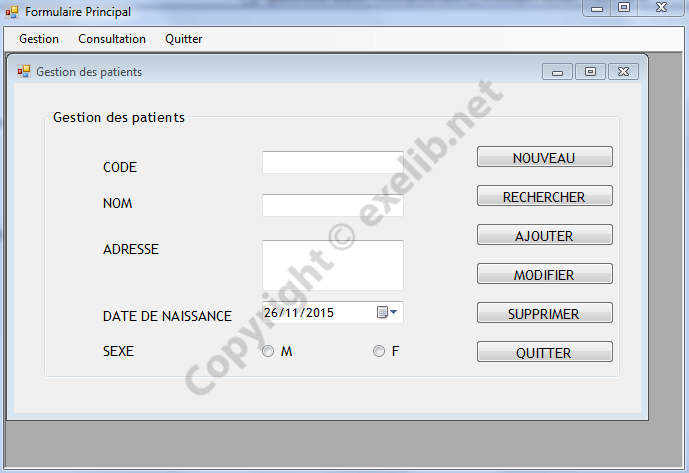 Formulaire Principal
Gestion Consultation Quitter
Gestion des patients
Gestion des patients
CODE
NOM
ADRESSE
DATE DE NAISSANCE 26/11/2015
SEXE M F
NOUVEAU
RECHERCHER
AJOUTER
MODIFIER
SUPPRIMER
QUITTER
Copyright © exelib.net